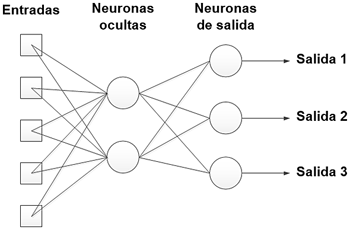 Entradas
Neuronas
ocultas
Neuronas
de salida
Salida 1
Salida 2
Salida 3